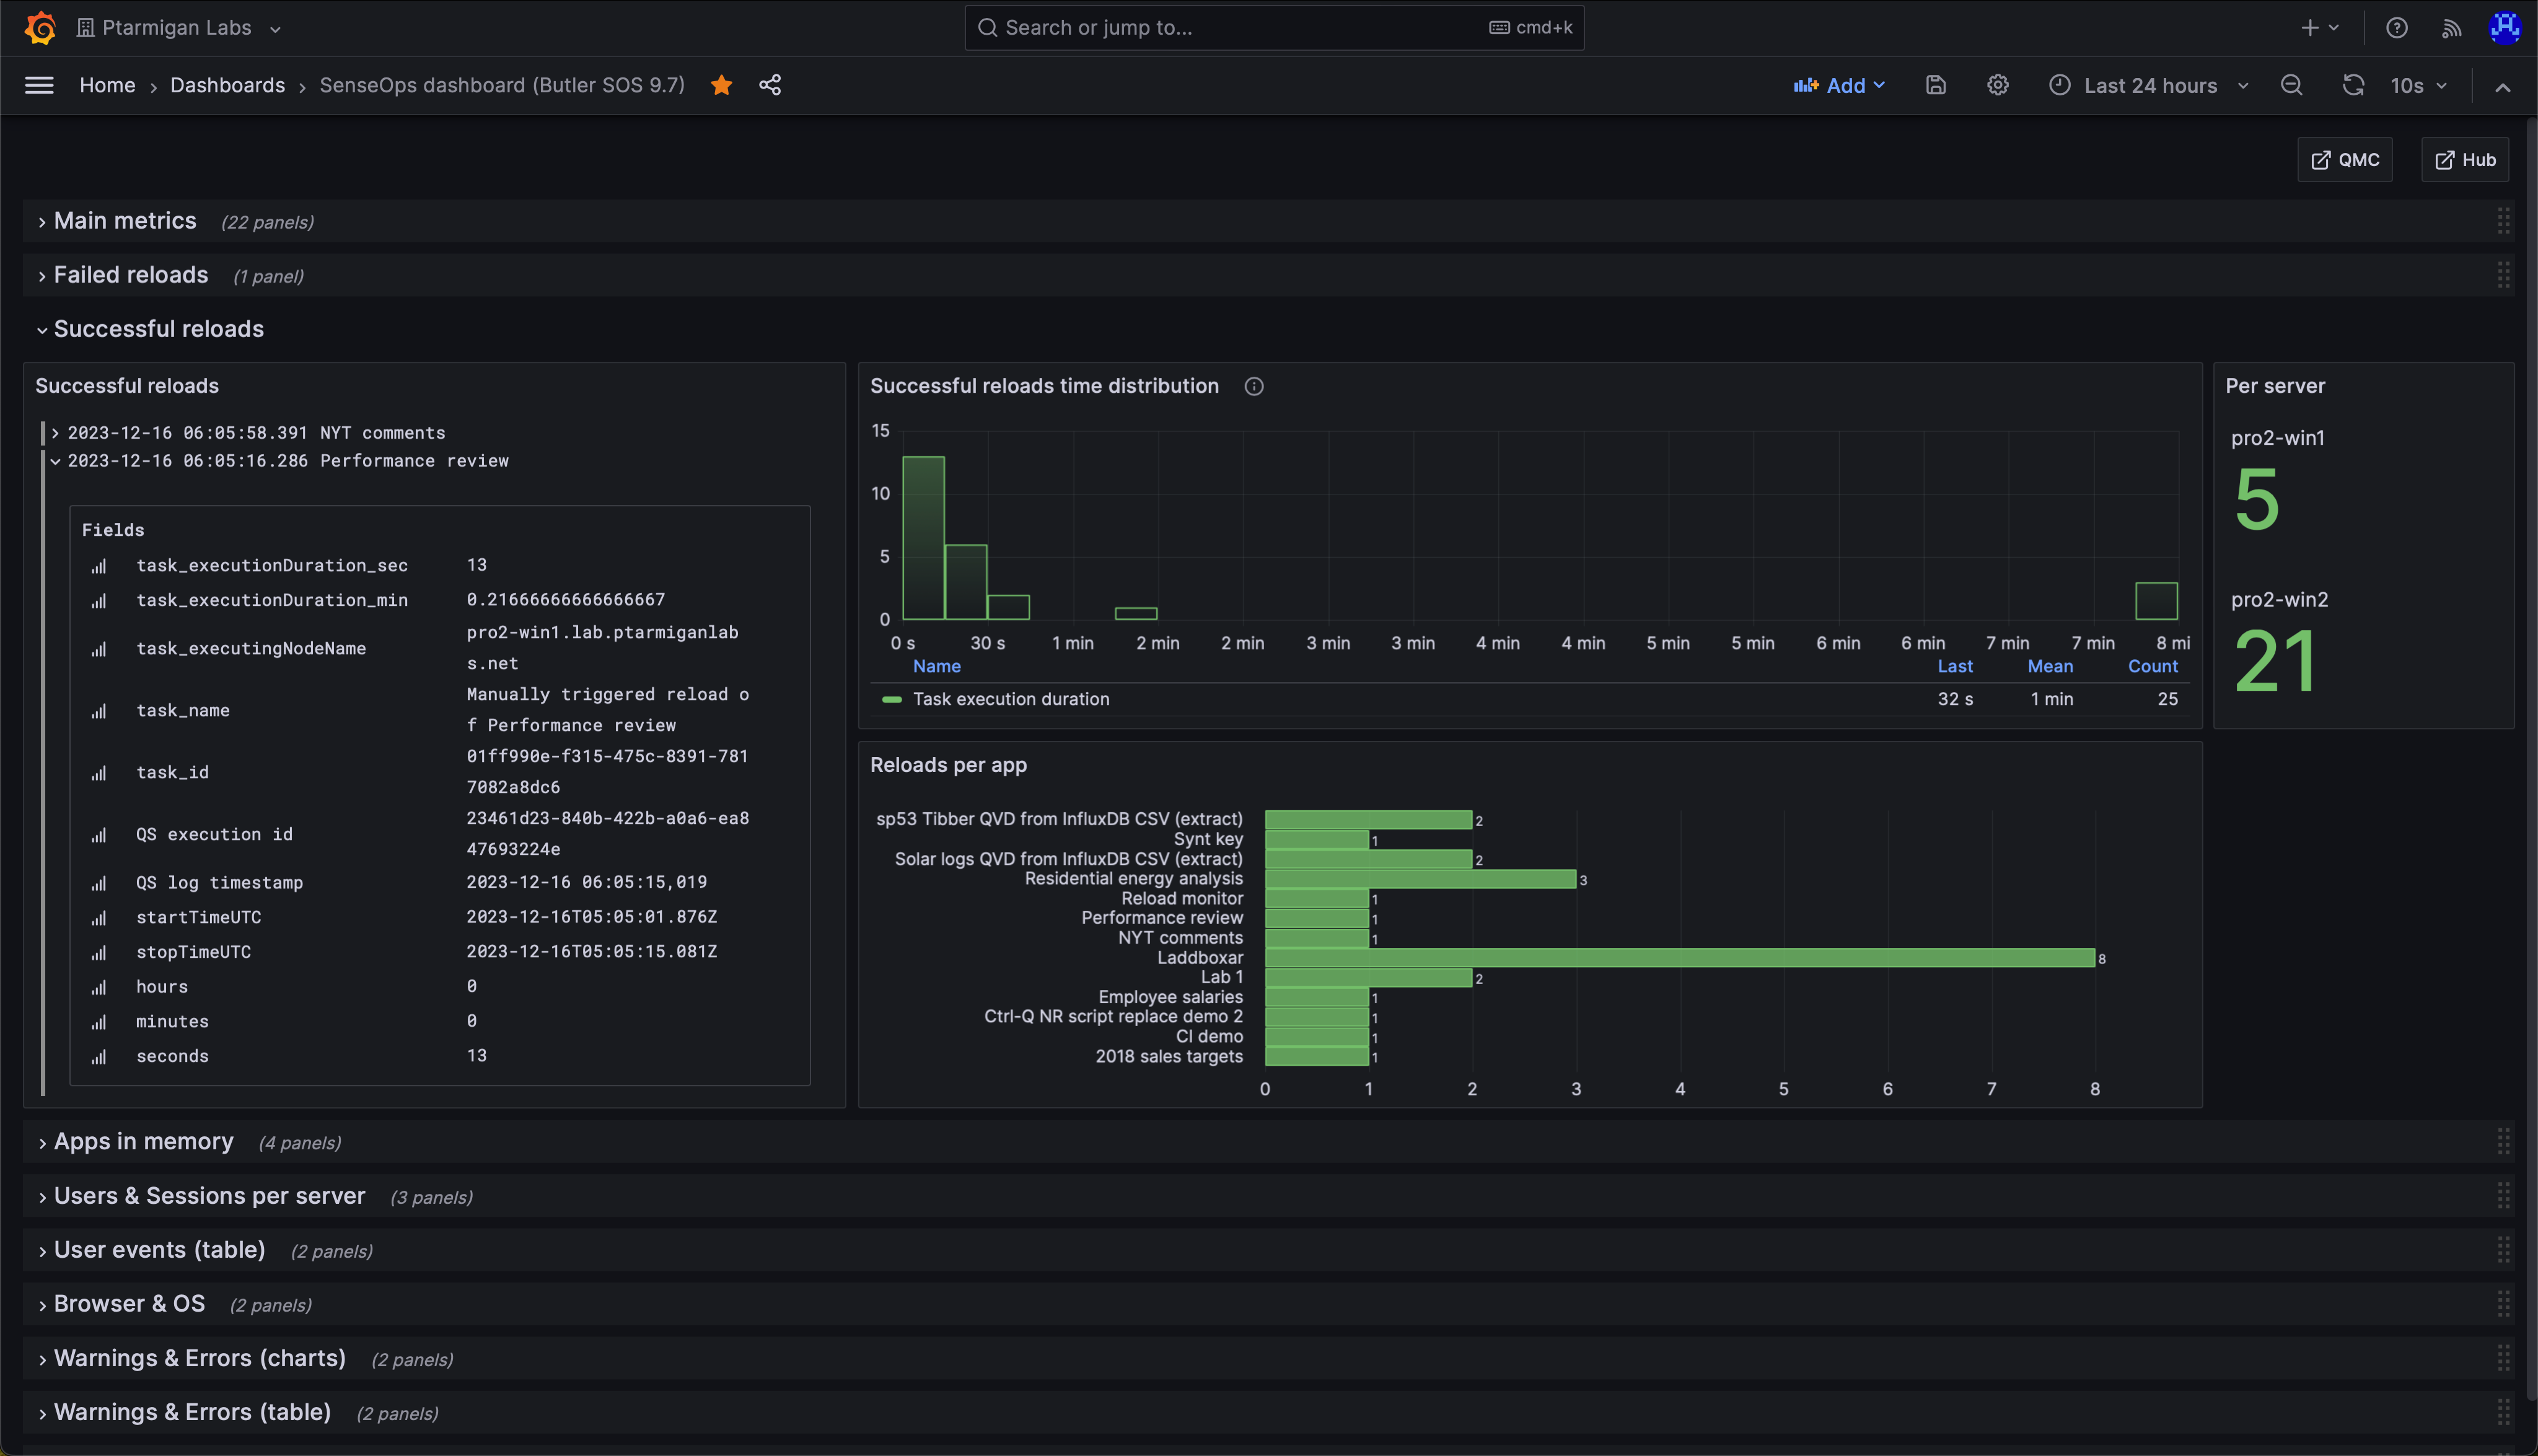 Ptarmigan Labs
Search or jump to...
cmd+k
Home › Dashboards › SenseOps dashboard (Butler SOS 9.7)
Add
Last 24 hours
10s
QMC
Hub
Main metrics (22 panels)
Failed reloads (1 panel)
Successful reloads
Successful reloads
2023-12-16 06:05:58.391 NYT comments
2023-12-16 06:05:16.286 Performance review
Fields
task_executionDuration_sec 13
task_executionDuration_min 0.21666666666666667
task_executingNodeName pro2-win1.lab.ptarmiganlab
s.net
task_name Manually triggered reload o
f Performance review
task_id 01ff990e-f315-475c-8391-781
7082a8dc6
QS execution id 23461d23-840b-422b-a0a6-ea8
47693224e
QS log timestamp 2023-12-16 06:05:15,019
startTimeUTC 2023-12-16T05:05:01.876Z
stopTimeUTC 2023-12-16T05:05:15.081Z
hours 0
minutes 0
seconds 13
Successful reloads time distribution
15
10
5
0
0 s 30 s 1 min 2 min 2 min 3 min 3 min 4 min 4 min 5 min 5 min 6 min 6 min 7 min 7 min 8 mi
Name Last Mean Count
Task execution duration 32 s 1 min 25
Per server
pro2-win1
5
pro2-win2
21
Reloads per app
sp53 Tibber QVD from InfluxDB CSV (extract) 2
Synt key 1
Solar logs QVD from InfluxDB CSV (extract) 2
Residential energy analysis 3
Reload monitor 1
Performance review 1
NYT comments 1
Laddboxar 8
Lab 1 2
Employee salaries 1
Ctrl-Q NR script replace demo 2 1
CI demo 1
2018 sales targets 1
0 1 2 3 4 5 6 7 8
Apps in memory (4 panels)
Users & Sessions per server (3 panels)
User events (table) (2 panels)
Browser & OS (2 panels)
Warnings & Errors (charts) (2 panels)
Warnings & Errors (table) (2 panels)